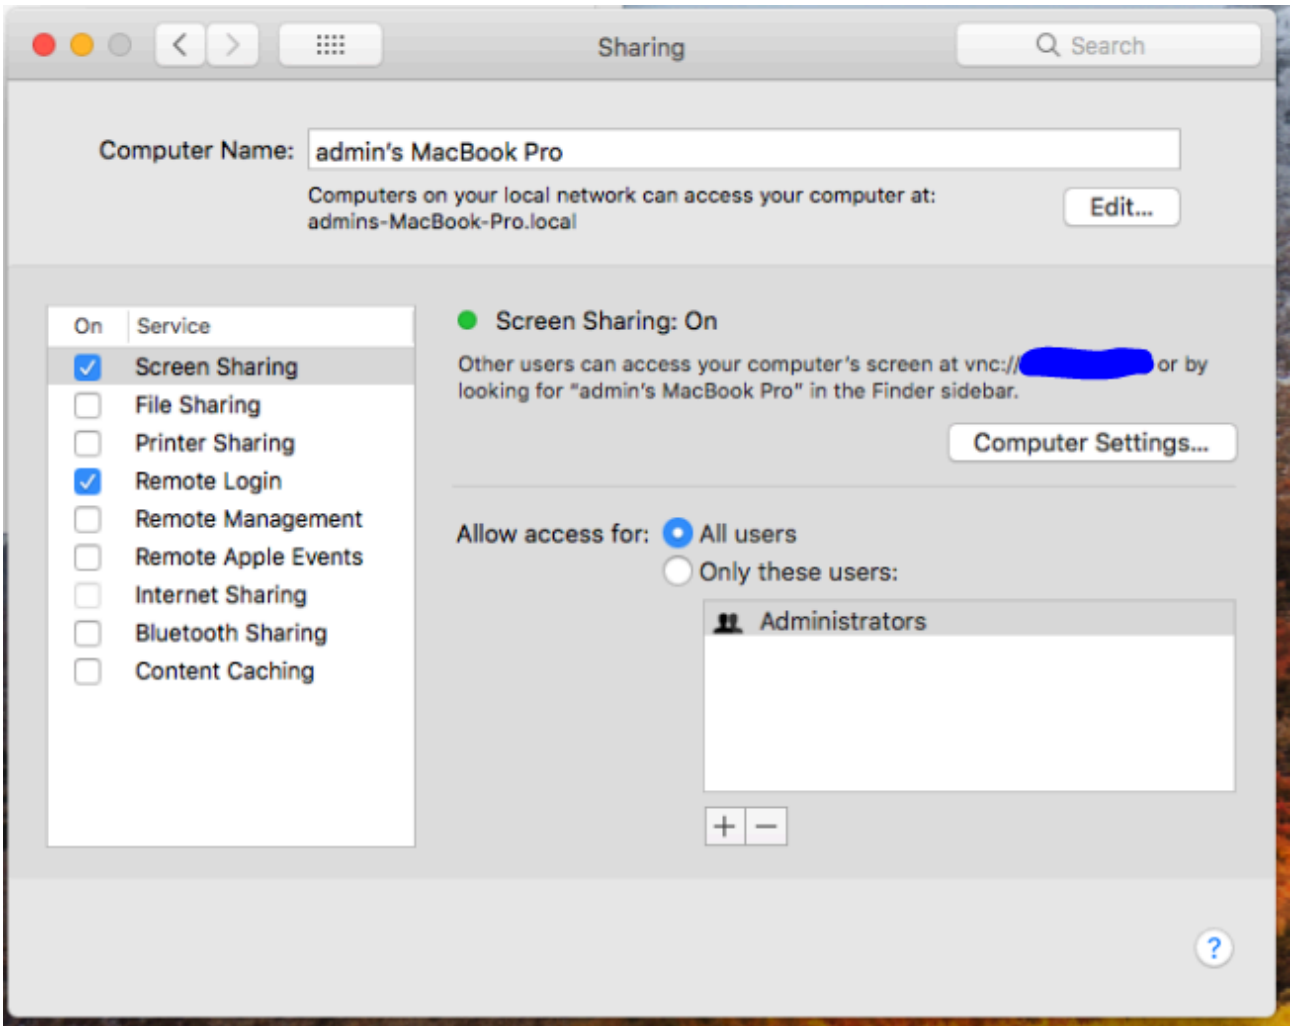 Sharing
Search
Computer Name: admin's MacBook Pro
Computers on your local network can access your computer at:
admins-MacBook-Pro.local
Edit...
On Service
Screen Sharing
File Sharing
Printer Sharing
Remote Login
Remote Management
Remote Apple Events
Internet Sharing
Bluetooth Sharing
Content Caching
Screen Sharing: On
Other users can access your computer's screen at vnc:// or by
looking for “admin's MacBook Pro” in the Finder sidebar.
Computer Settings...
Allow access for: All users
Only these users:
Administrators
+ −
?